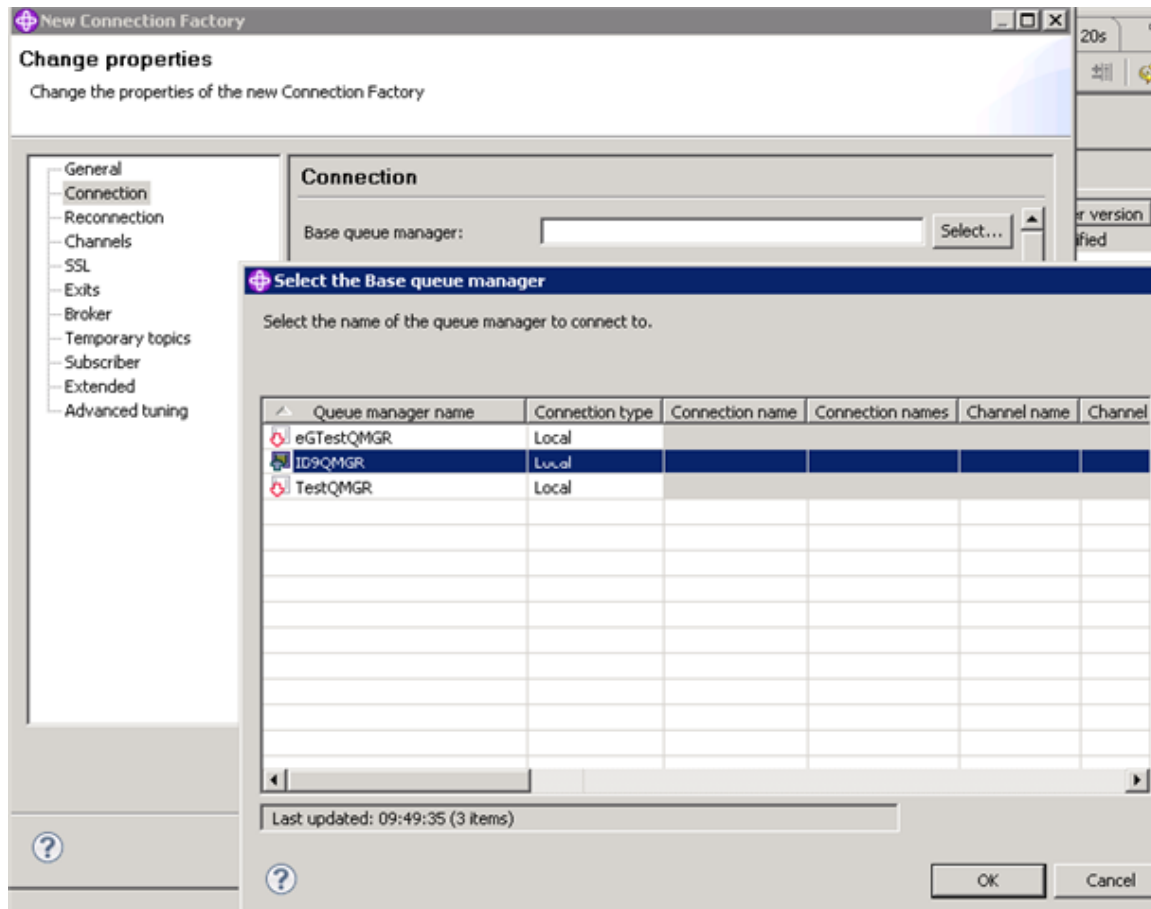 New Connection Factory
20s
Change properties
Change the properties of the new Connection Factory
General
Connection
Reconnection
Channels
SSL
Exits
Broker
Temporary topics
Subscriber
Extended
Advanced tuning
Connection
Base queue manager:
Select...
r version
ified
Select the Base queue manager
Select the name of the queue manager to connect to.
Queue manager name Connection type Connection name Connection names Channel name Channel
eGTestQMGR Local
ID9QMGR Local
TestQMGR Local
Last updated: 09:49:35 (3 items)
OK Cancel